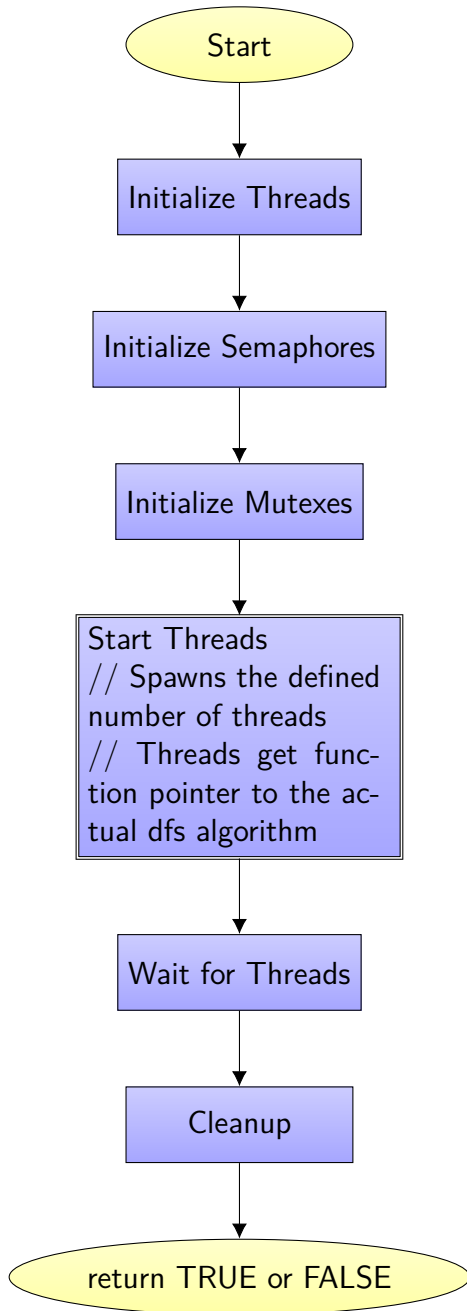 Start
Initialize Threads
Initialize Semaphores
Initialize Mutexes
Start Threads
// Spawns the defined
number of threads
// Threads get func-
tion pointer to the ac-
tual dfs algorithm
Wait for Threads
Cleanup
return TRUE or FALSE